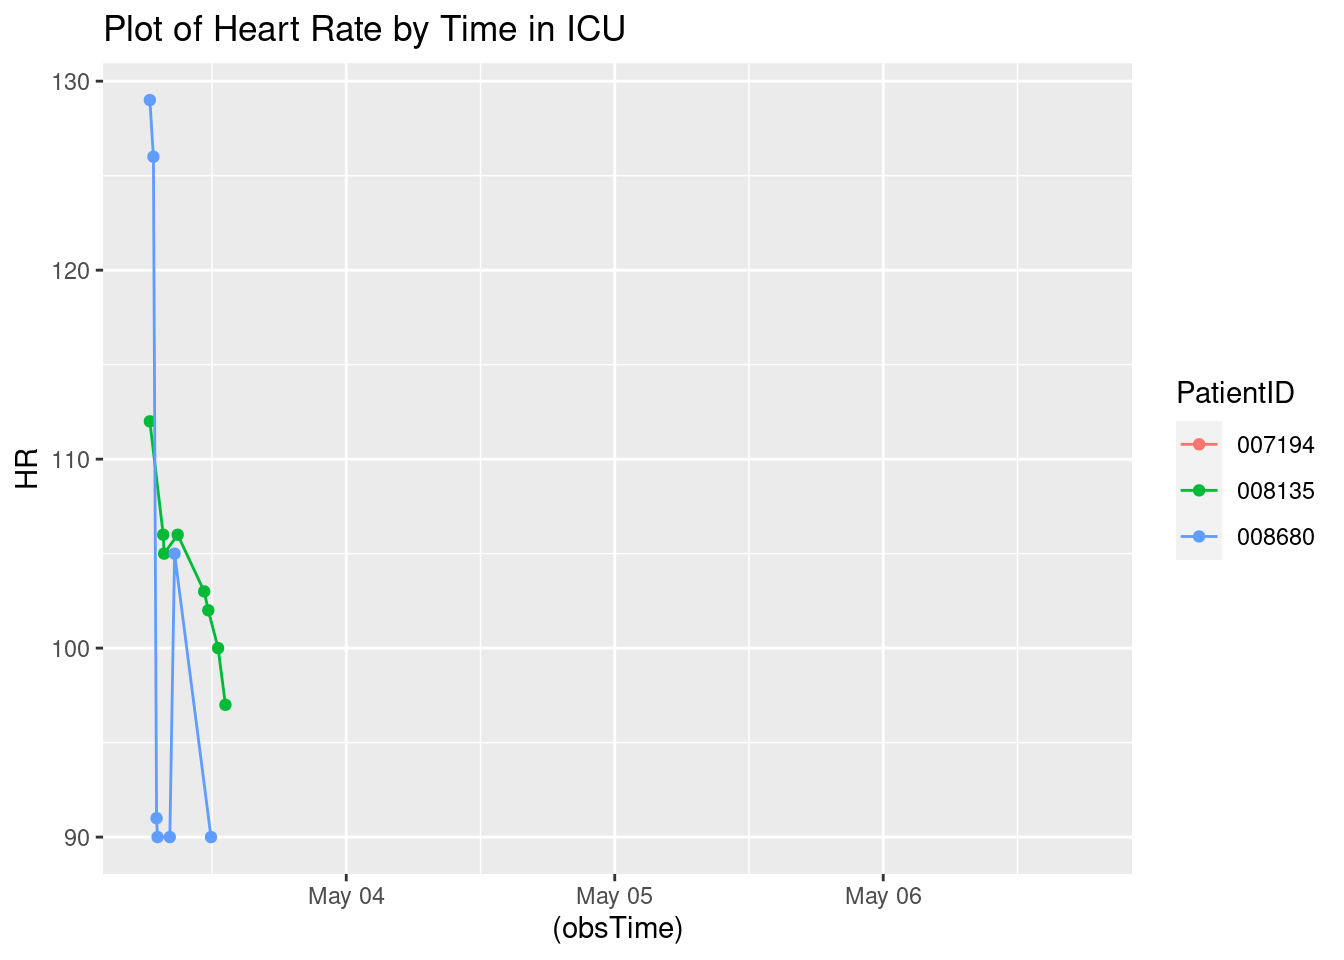 Plot of Heart Rate by Time in ICU
130
120
110
100
90
HR
May 04
May 05
May 06
(obsTime)
PatientID
007194
008135
008680